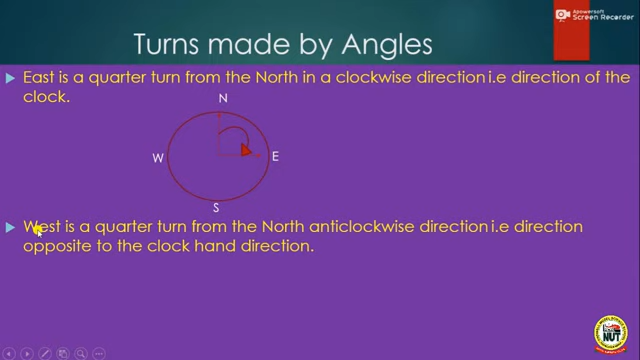 Apowersoft
Screen Recorder
Turns made by Angles
East is a quarter turn from the North in a clockwise direction i.e direction of the
clock.
N
W
E
S
West is a quarter turn from the North anticlockwise direction i.e direction
opposite to the clock hand direction.
NUT